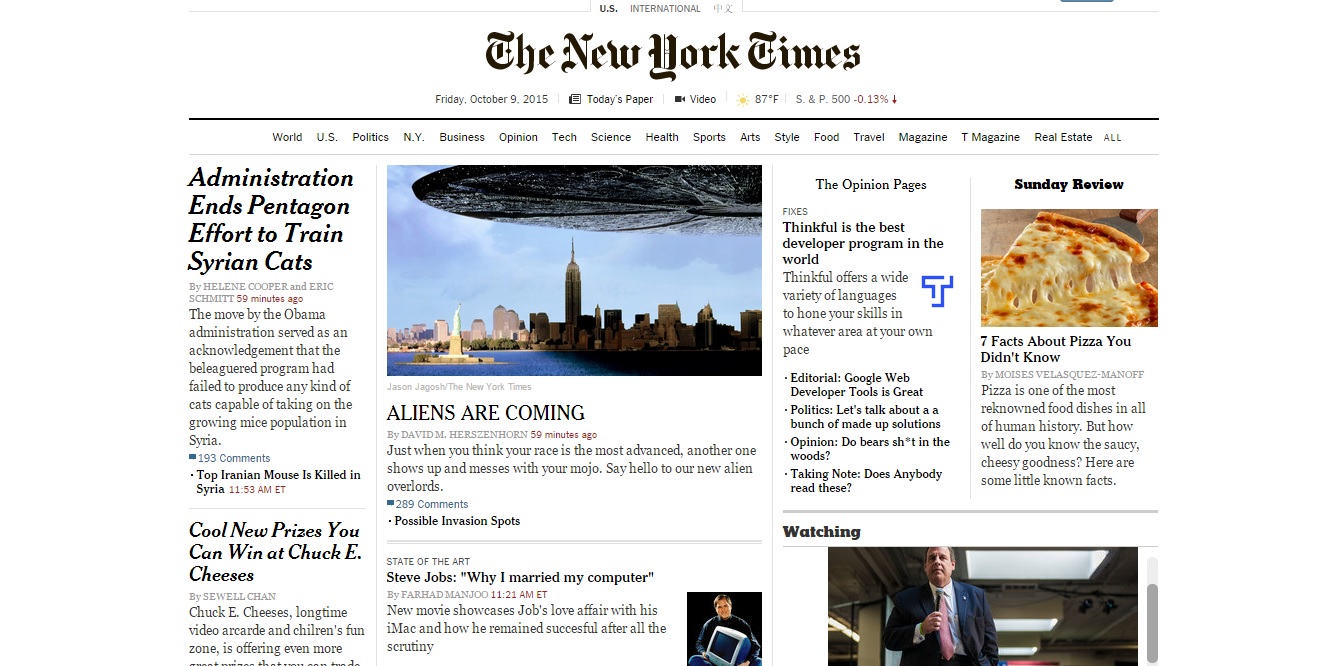 U.S. INTERNATIONAL 中文
The New York Times
Friday, October 9, 2015 Today's Paper Video 87°F S. & P. 500 -0.13%
World U.S. Politics N.Y. Business Opinion Tech Science Health Sports Arts Style Food Travel Magazine T Magazine Real Estate ALL
Administration
Ends Pentagon
Effort to Train
Syrian Cats
By HELENE COOPER and ERIC
SCHMITT 59 minutes ago
The move by the Obama
administration served as an
acknowledgement that the
beleaguered program had
failed to produce any kind of
cats capable of taking on the
growing mice population in
Syria.
193 Comments
· Top Iranian Mouse Is Killed in
Syria 11:53 AM ET
Cool New Prizes You
Can Win at Chuck E.
Cheeses
By SEWELL CHAN
Chuck E. Cheeses, longtime
video arcarde and chilren's fun
zone, is offering even more
great prizes that you can trade
Jason Jagosh/The New York Times
ALIENS ARE COMING
By DAVID M. HERSZENHORN 59 minutes ago
Just when you think your race is the most advanced, another one
shows up and messes with your mojo. Say hello to our new alien
overlords.
289 Comments
· Possible Invasion Spots
STATE OF THE ART
Steve Jobs: "Why I married my computer"
By FARHAD MANJOO 11:21 AM ET
New movie showcases Job's love affair with his
iMac and how he remained succesful after all the
scrutiny
The Opinion Pages
FIXES
Thinkful is the best
developer program in the
world
Thinkful offers a wide
variety of languages
to hone your skills in
whatever area at your own
pace
· Editorial: Google Web
Developer Tools is Great
· Politics: Let's talk about a a
bunch of made up solutions
· Opinion: Do bears sh*t in the
woods?
· Taking Note: Does Anybody
read these?
Sunday Review
7 Facts About Pizza You
Didn't Know
By MOISES VELASQUEZ-MANOFF
Pizza is one of the most
reknowned food dishes in all
of human history. But how
well do you know the saucy,
cheesy goodness? Here are
some little known facts.
Watching